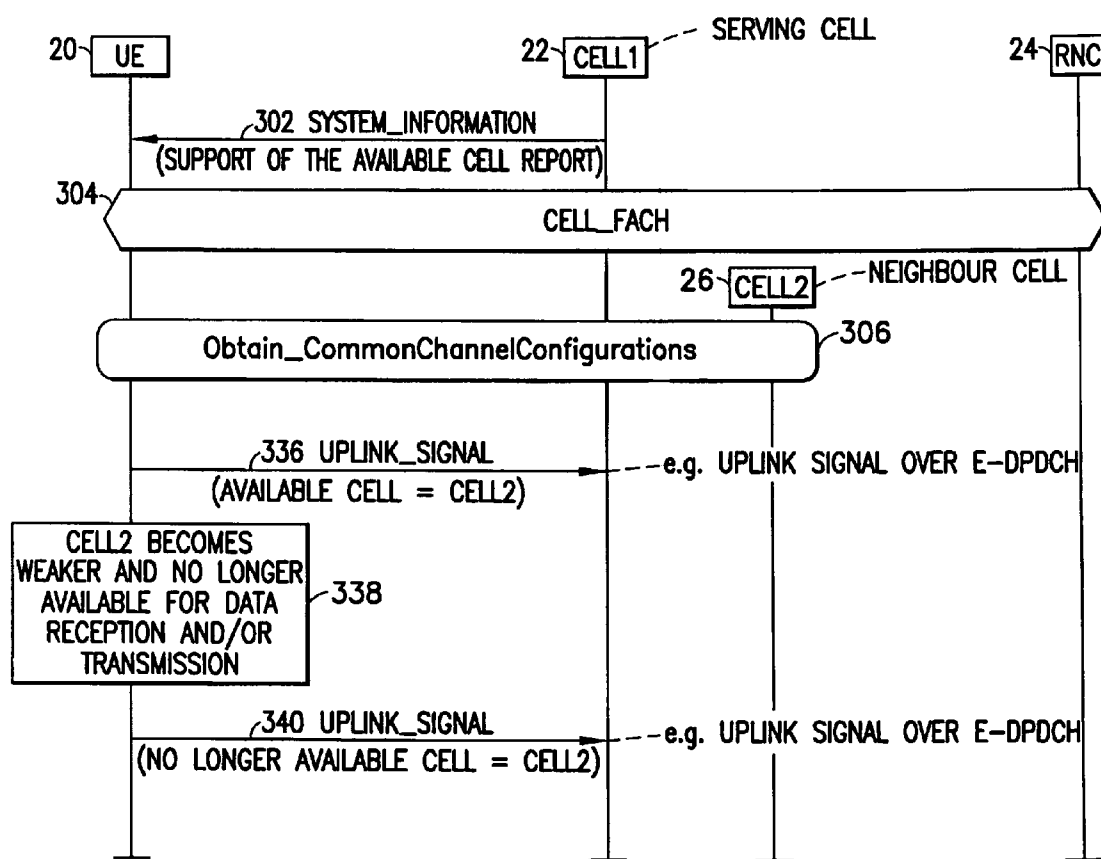 SERVING CELL
20 UE
22 CELL1
24 RNC
302 SYSTEM_INFORMATION
(SUPPORT OF THE AVAILABLE CELL REPORT)
304
CELL_FACH
26 CELL2
NEIGHBOUR CELL
Obtain_CommonChannelConfigurations
306
336 UPLINK_SIGNAL
(AVAILABLE CELL = CELL2)
e.g. UPLINK SIGNAL OVER E-DPDCH
CELL2 BECOMES
WEAKER AND NO LONGER
AVAILABLE FOR DATA
RECEPTION AND/OR
TRANSMISSION
338
340 UPLINK_SIGNAL
(NO LONGER AVAILABLE CELL = CELL2)
e.g. UPLINK SIGNAL OVER E-DPDCH